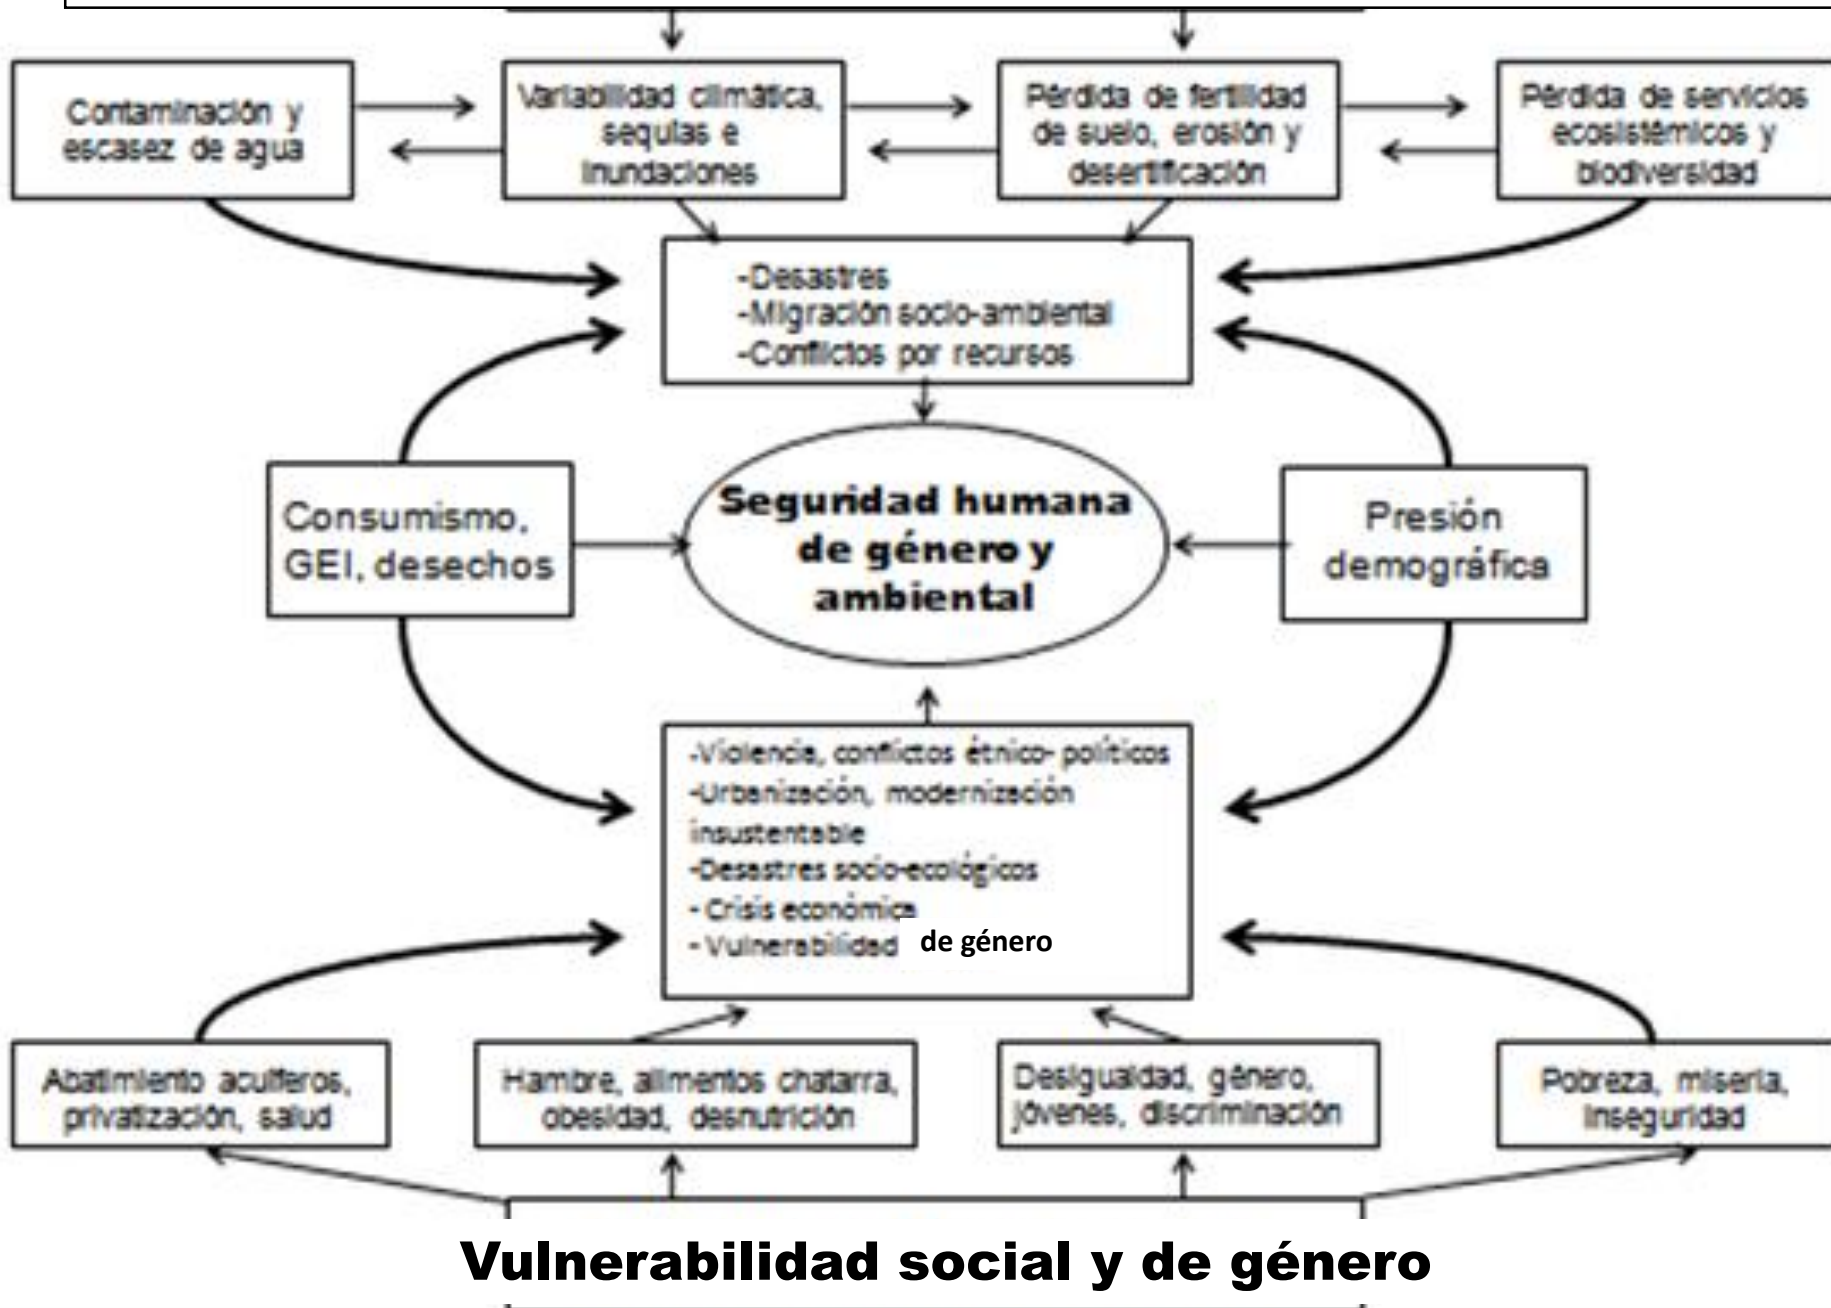 Contaminación y
escasez de agua
Variabilidad climática,
sequías e
inundaciones
Pérdida de fertilidad
de suelo, erosión y
desertificación
Pérdida de servicios
ecosistémicos y
biodiversidad
-Desastres
-Migración socio-ambiental
-Conflictos por recursos
Consumismo,
GEI, desechos
Seguridad humana
de género y
ambiental
Presión
demográfica
-Violencia, conflictos étnico- políticos
-Urbanización, modernización
insustentable
-Desastres socio-ecológicos
- Crisis económica
- Vulnerabilidad de género
Abatimiento acuíferos,
privatización, salud
Hambre, alimentos chatarra,
obesidad, desnutrición
Desigualdad, género,
jóvenes, discriminación
Pobreza, miseria,
inseguridad
Vulnerabilidad social y de género